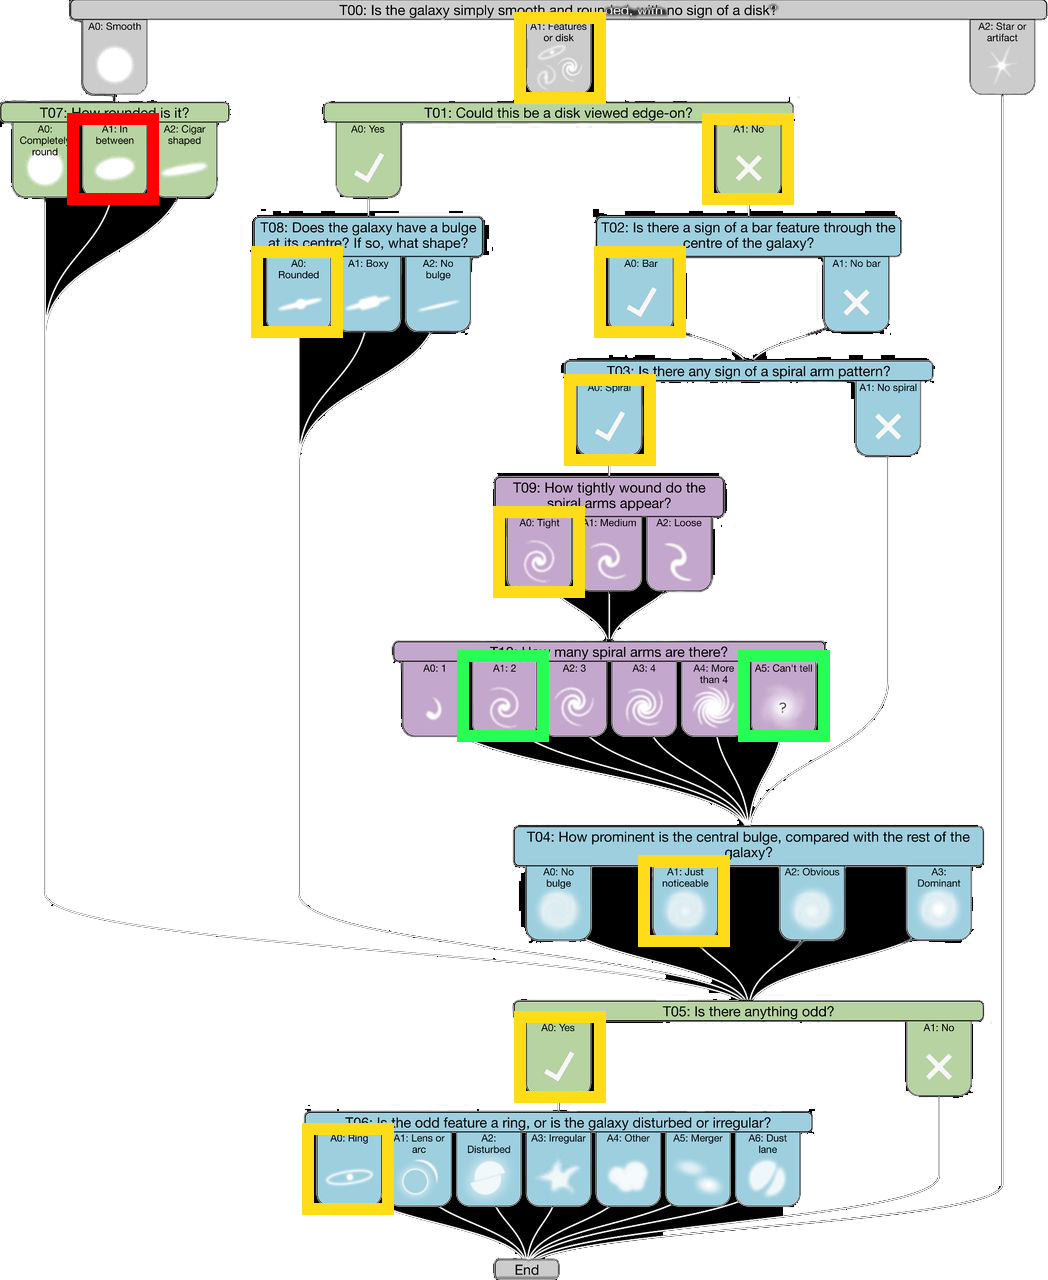 T00: Is the galaxy simply smooth and rounded, with no sign of a disk?
A0: Smooth
A1: Features
or disk
A2: Star or
artifact
T07: How rounded is it?
T01: Could this be a disk viewed edge-on?
A0:
Completely
round
A1: In
between
A2: Cigar
shaped
A0: Yes
A1: No
T08: Does the galaxy have a bulge
at its centre? If so, what shape?
T02: Is there a sign of a bar feature through the
centre of the galaxy?
A0:
Rounded
A1: Boxy
A2: No
bulge
A0: Bar
A1: No bar
T03: Is there any sign of a spiral arm pattern?
A0: Spiral
A1: No spiral
T09: How tightly wound do the
spiral arms appear?
A0: Tight
A1: Medium
A2: Loose
T10: How many spiral arms are there?
A0: 1
A1: 2
A2: 3
A3: 4
A4: More
than 4
A5: Can't tell
?
T04: How prominent is the central bulge, compared with the rest of the
galaxy?
A0: No
bulge
A1: Just
noticeable
A2: Obvious
A3:
Dominant
T05: Is there anything odd?
A0: Yes
A1: No
T06: Is the odd feature a ring, or is the galaxy disturbed or irregular?
A0: Ring
A1: Lens or
arc
A2:
Disturbed
A3: Irregular
A4: Other
A5: Merger
A6: Dust
lane
End